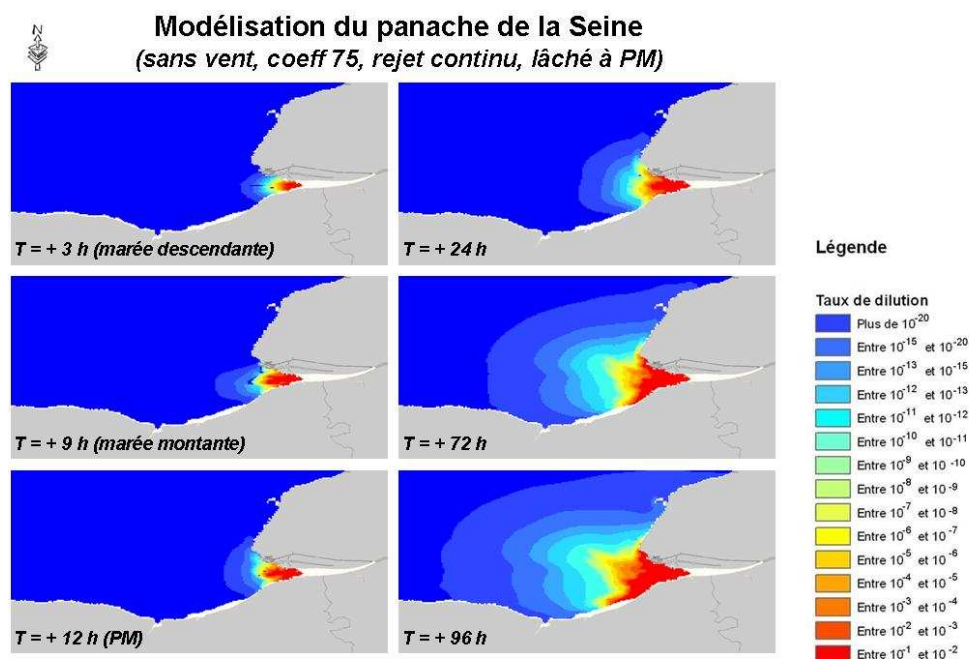 N
Modélisation du panache de la Seine
(sans vent, coeff 75, rejet continu, lâché à PM)
T = + 3 h (marée descendante)
T = + 24 h
T = + 9 h (marée montante)
T = + 72 h
T = + 12 h (PM)
T = + 96 h
Légende
Taux de dilution
Plus de 10-20
Entre 10-15 et 10-20
Entre 10-13 et 10-15
Entre 10-12 et 10-13
Entre 10-11 et 10-12
Entre 10-10 et 10-11
Entre 10-9 et 10-10
Entre 10-8 et 10-9
Entre 10-7 et 10-8
Entre 10-6 et 10-7
Entre 10-5 et 10-6
Entre 10-4 et 10-5
Entre 10-3 et 10-4
Entre 10-2 et 10-3
Entre 10-1 et 10-2